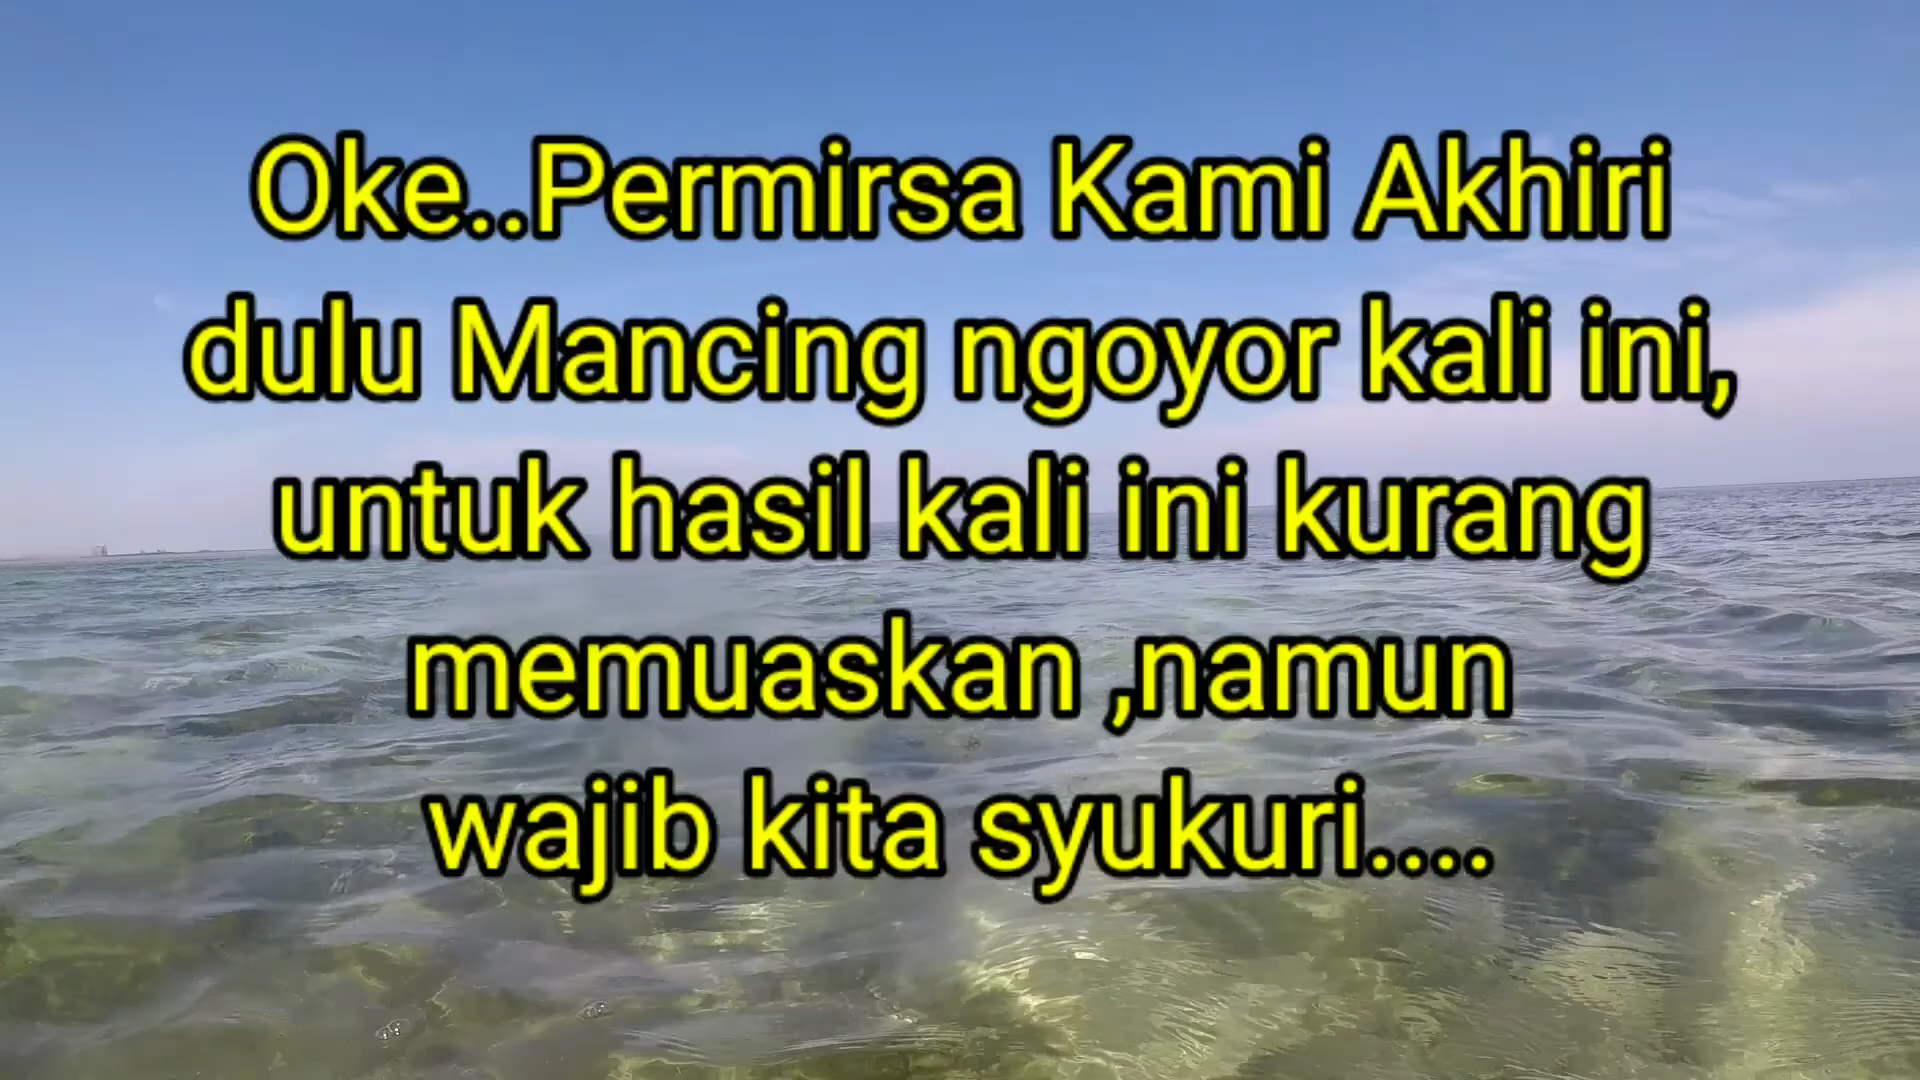 Oke..Permirsa Kami Akhiri
dulu Mancing ngoyor kali ini,
untuk hasil kali ini kurang
memuaskan ,namun
wajib kita syukuri....